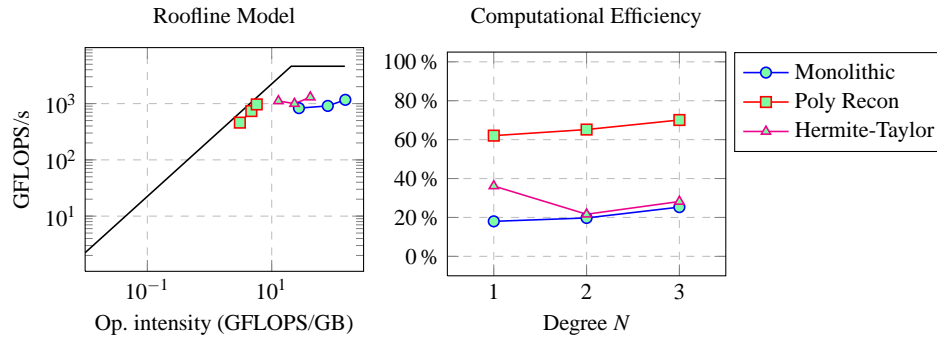 Roofline Model
GFLOPS/s
10^3
10^2
10^1
10^−1
10^1
Op. intensity (GFLOPS/GB)
Computational Efficiency
100 %
80 %
60 %
40 %
20 %
0 %
1
2
3
Degree N
Monolithic
Poly Recon
Hermite-Taylor